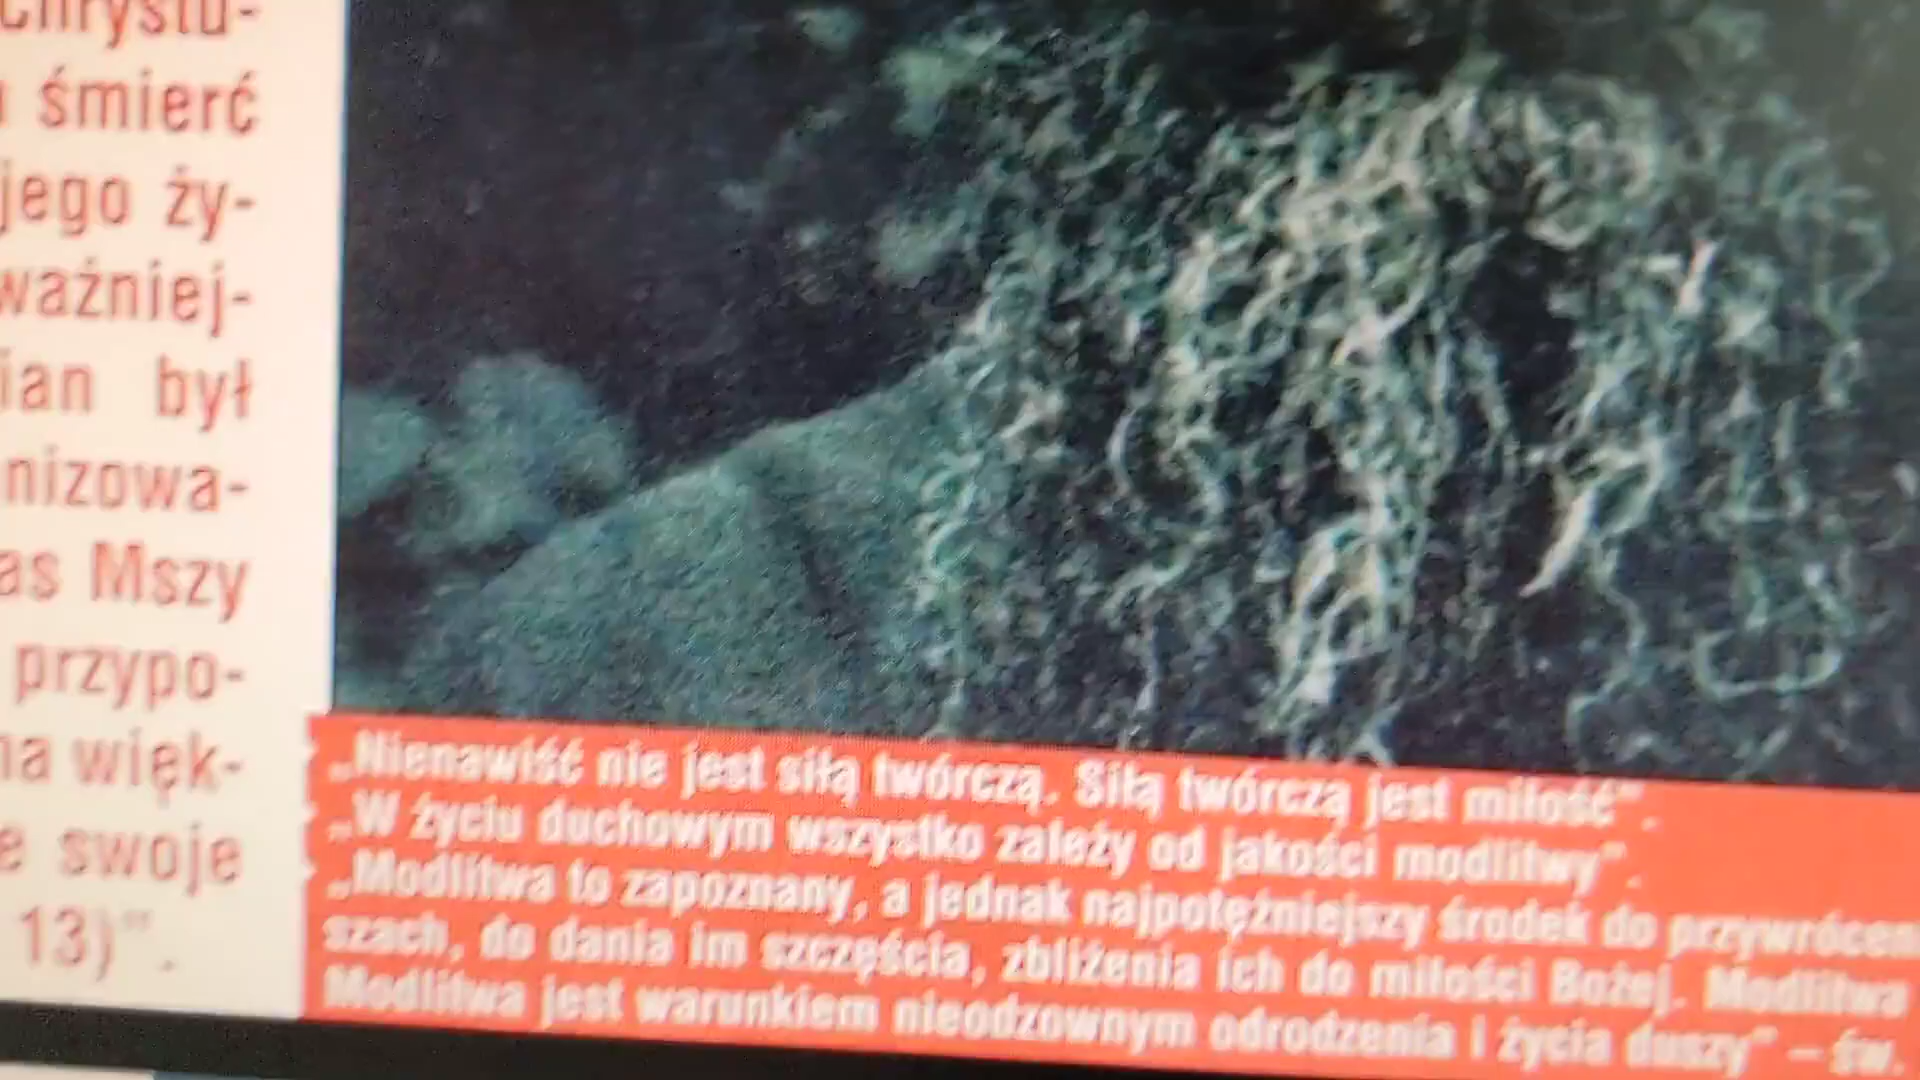 Chrystu-
śmierć
jego ży-
ważniej-
ian był
nizowa-
as Mszy
przypo-
na więk-
e swoje
13)".
„Nienawiść nie jest siłą twórczą. Siłą twórczą jest miłość".
„W życiu duchowym wszystko zależy od jakości modlitwy".
„Modlitwa to zapoznany, a jednak najpotężniejszy środek do przywrócen
szach, do dania im szczęścia, zbliżenia ich do miłości Bożej. Modlitwa
Modlitwa jest warunkiem nieodzownym odrodzenia i życia duszy" – św.